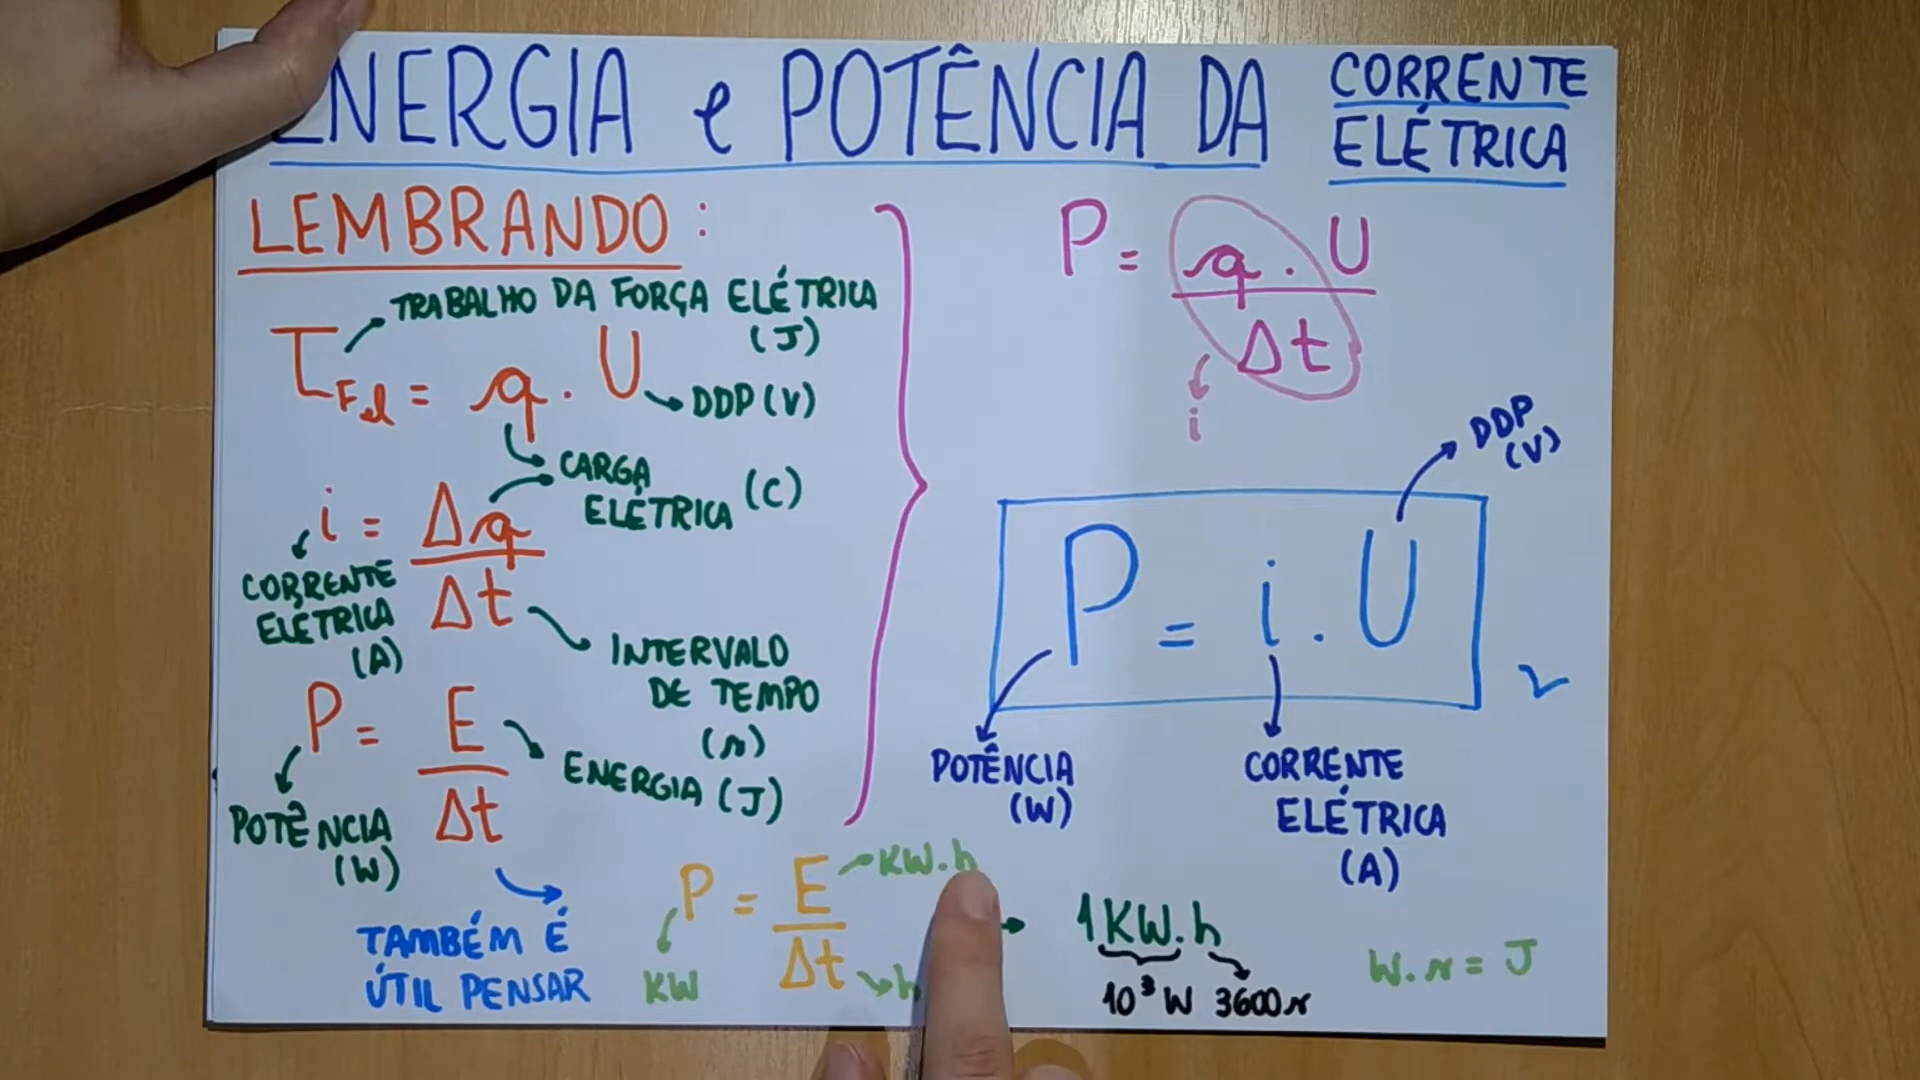 ENERGIA e POTÊNCIA DA CORRENTE ELÉTRICA
LEMBRANDO:
TRABALHO DA FORÇA ELÉTRICA (J)
τFel = q . U
DDP (V)
CARGA ELÉTRICA (C)
i = Δq / Δt
CORRENTE ELÉTRICA (A)
INTERVALO DE TEMPO (s)
P = E / Δt
ENERGIA (J)
POTÊNCIA (W)
TAMBÉM É ÚTIL PENSAR
P = E / Δt
KW.h
KW
h
P = q . U / Δt
i
DDP (V)
P = i . U
POTÊNCIA (W)
CORRENTE ELÉTRICA (A)
1KW.h
10³W 3600s
W.s = J